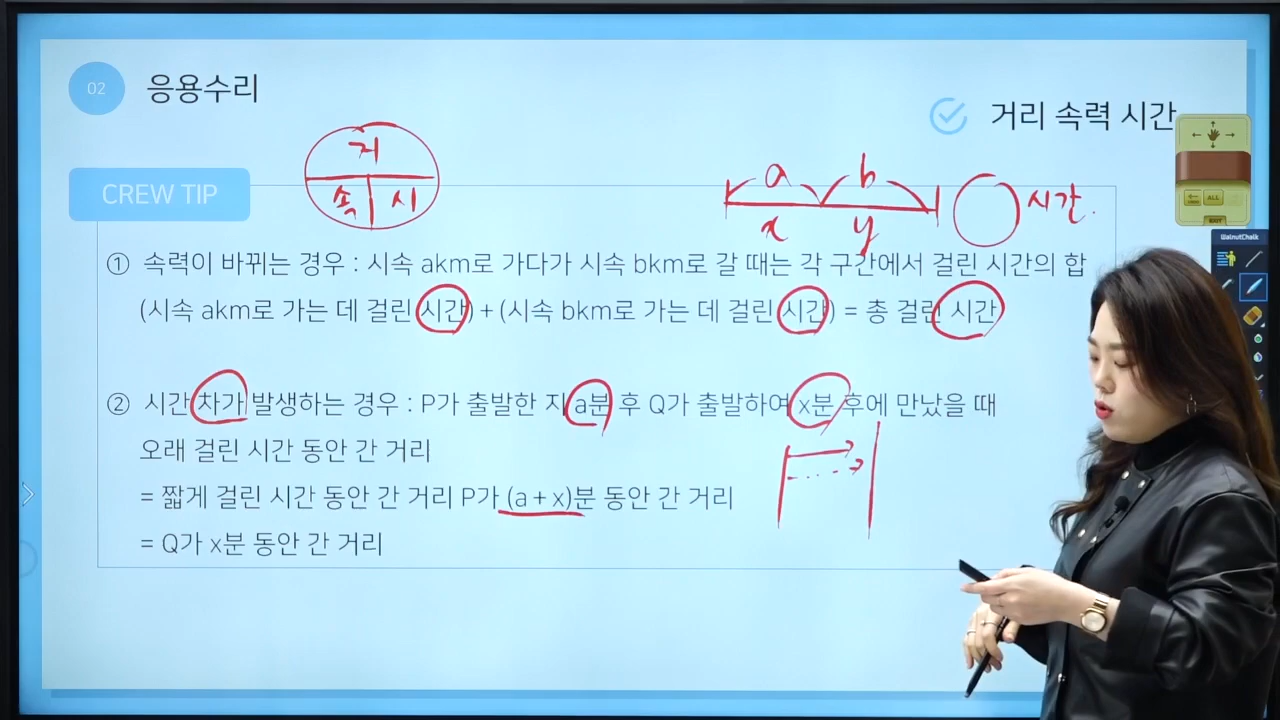 02
응용수리
거리 속력 시간
CREW TIP
거
속 시
a b
x y
시간.
① 속력이 바뀌는 경우 : 시속 akm로 가다가 시속 bkm로 갈 때는 각 구간에서 걸린 시간의 합
(시속 akm로 가는 데 걸린 시간) + (시속 bkm로 가는 데 걸린 시간) = 총 걸린 시간
② 시간 차가 발생하는 경우 : P가 출발한 지 a분 후 Q가 출발하여 x분 후에 만났을 때
오래 걸린 시간 동안 간 거리
= 짧게 걸린 시간 동안 간 거리 P가 (a + x)분 동안 간 거리
= Q가 x분 동안 간 거리
ALL
EXIT
WalnutChalk